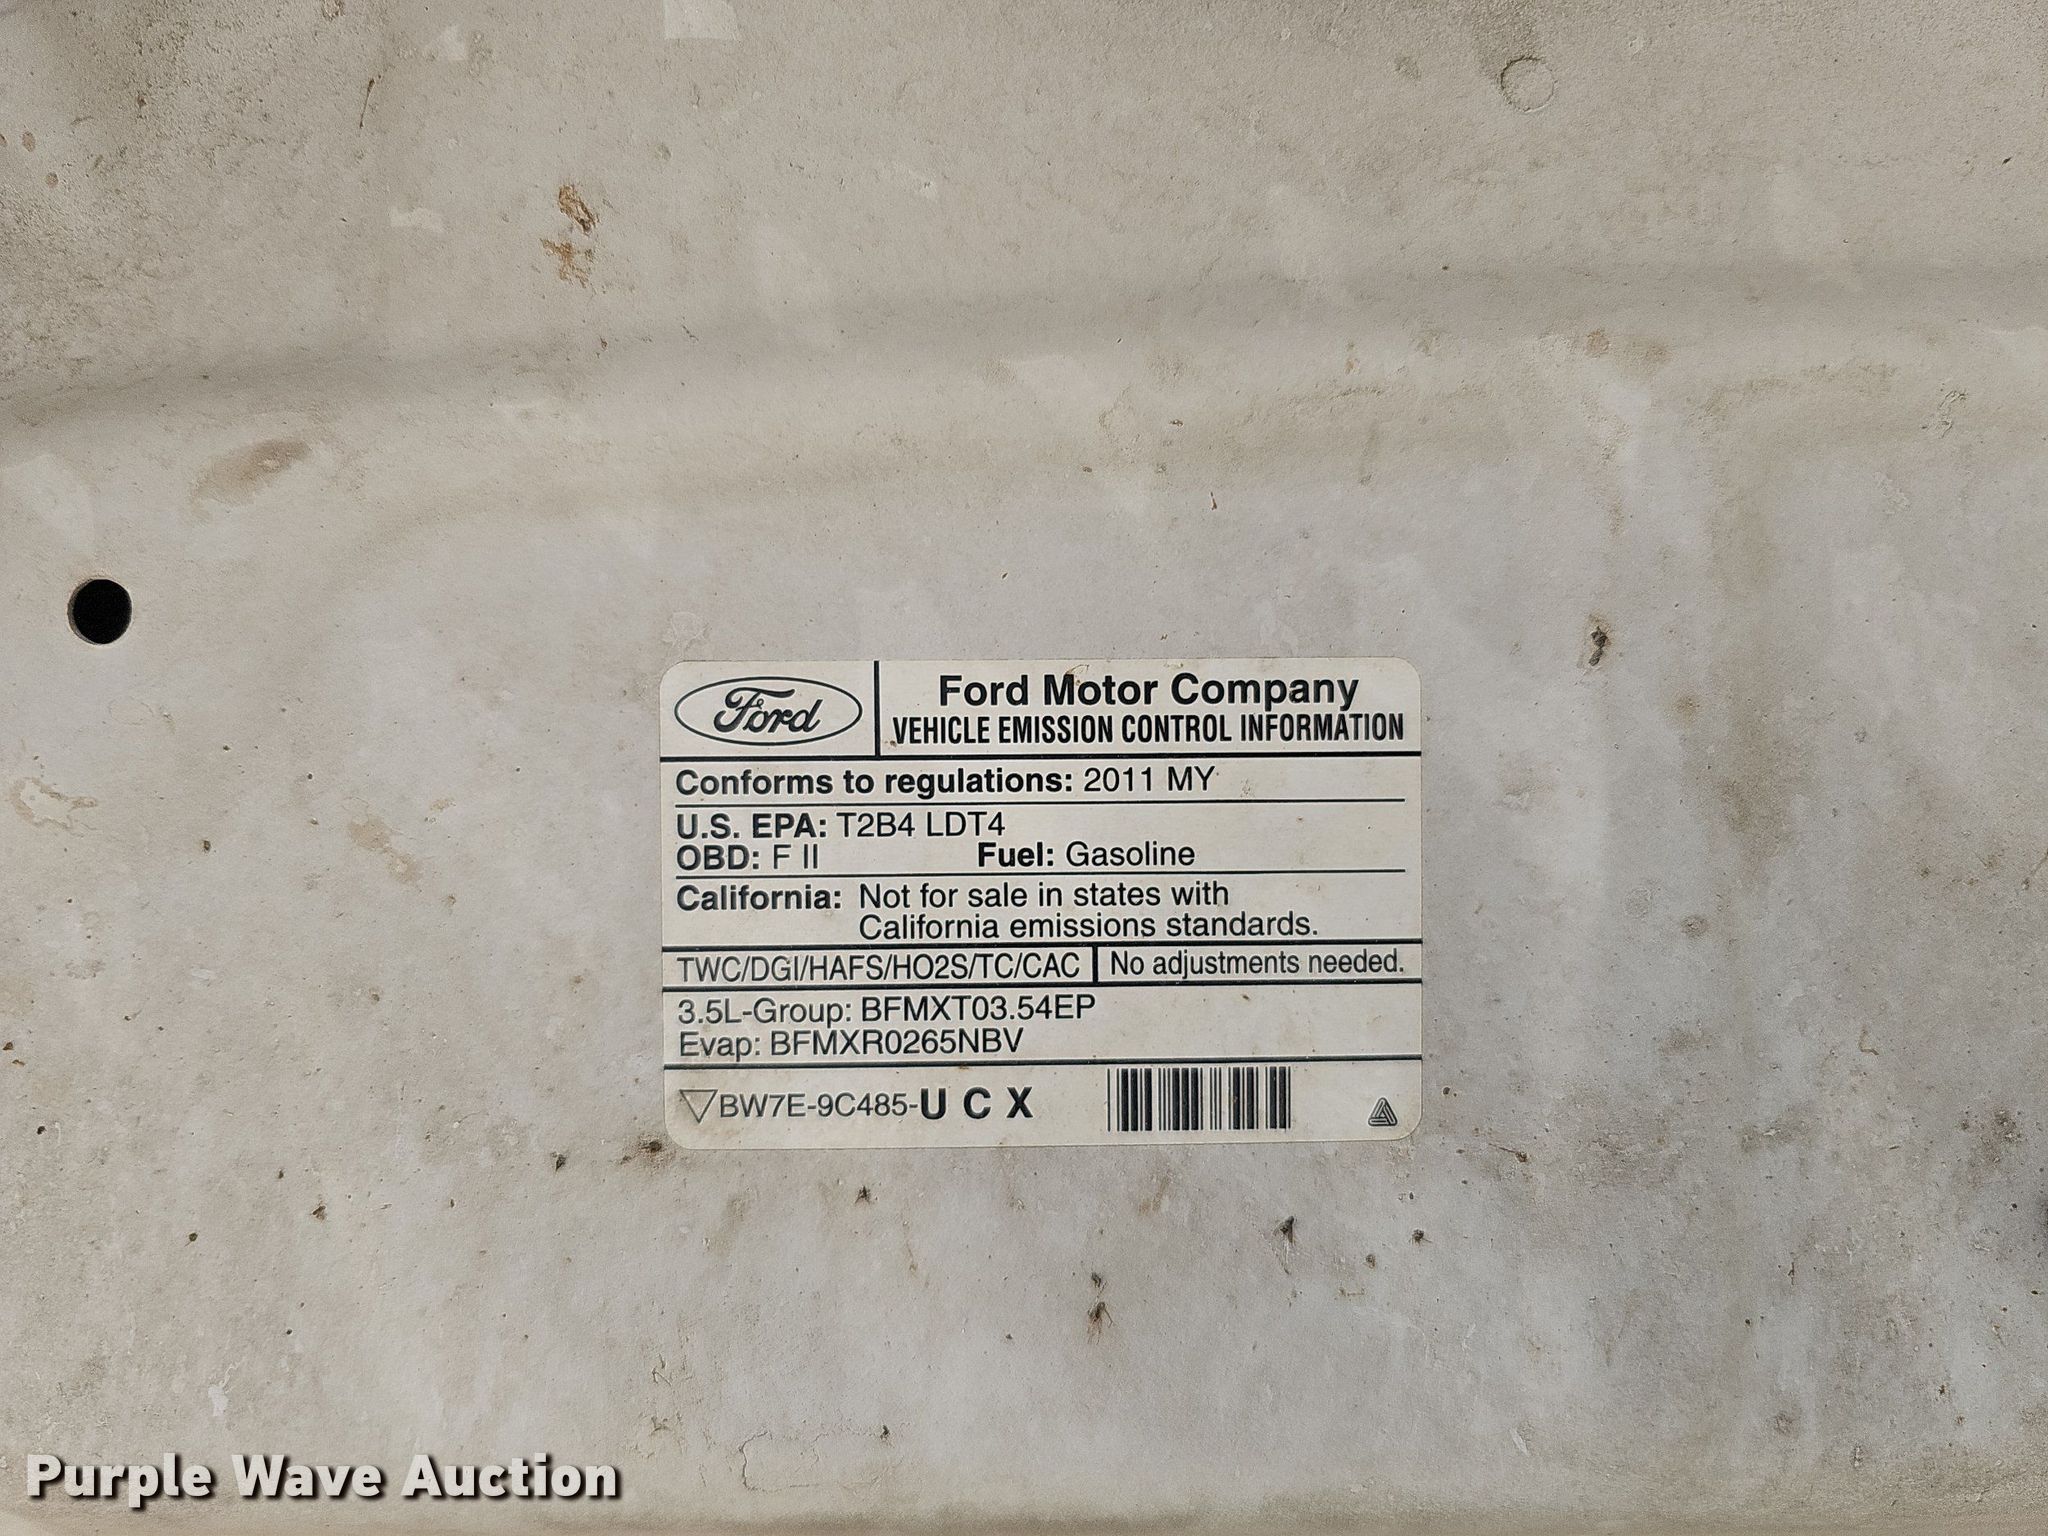 Ford
Ford Motor Company
VEHICLE EMISSION CONTROL INFORMATION
Conforms to regulations: 2011 MY
U.S. EPA: T2B4 LDT4
OBD: F II Fuel: Gasoline
California: Not for sale in states with
California emissions standards.
TWC/DGI/HAFS/HO2S/TC/CAC No adjustments needed.
3.5L-Group: BFMXT03.54EP
Evap: BFMXR0265NBV
BW7E-9C485-U C X
Purple Wave Auction